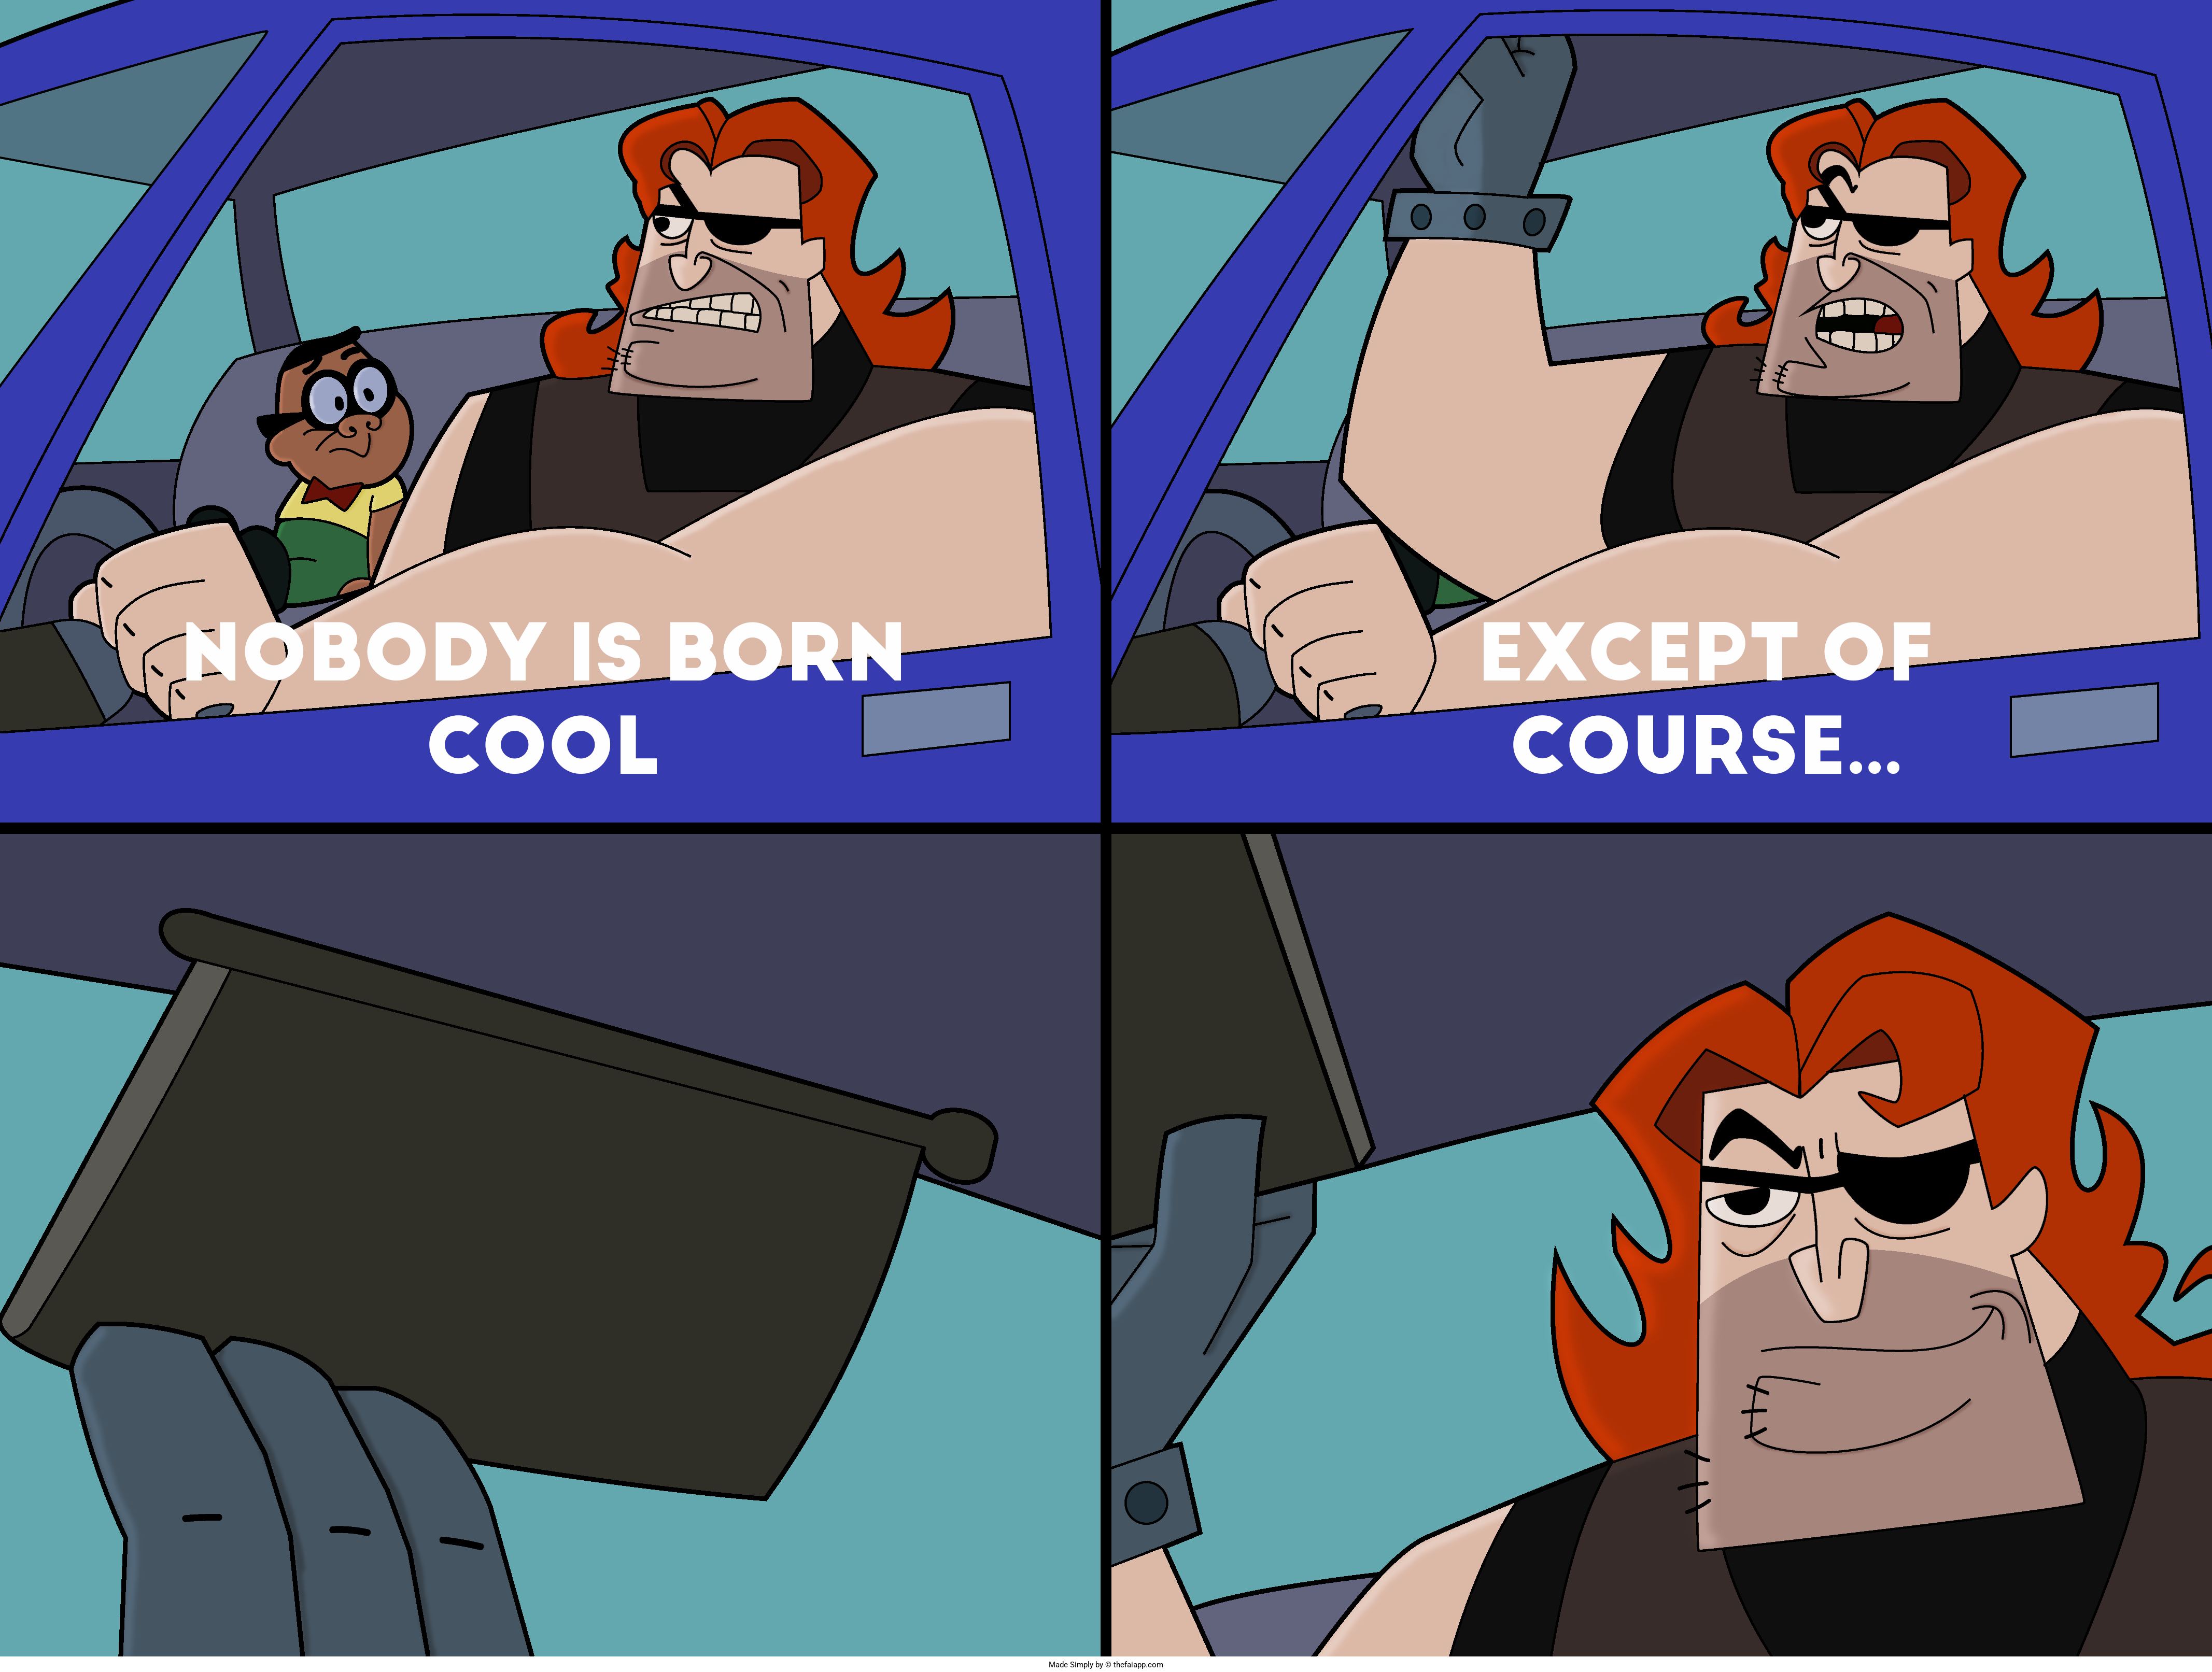 NOBODY IS BORN
COOL
EXCEPT OF
COURSE...
Made Simply by © thefaiapp.com